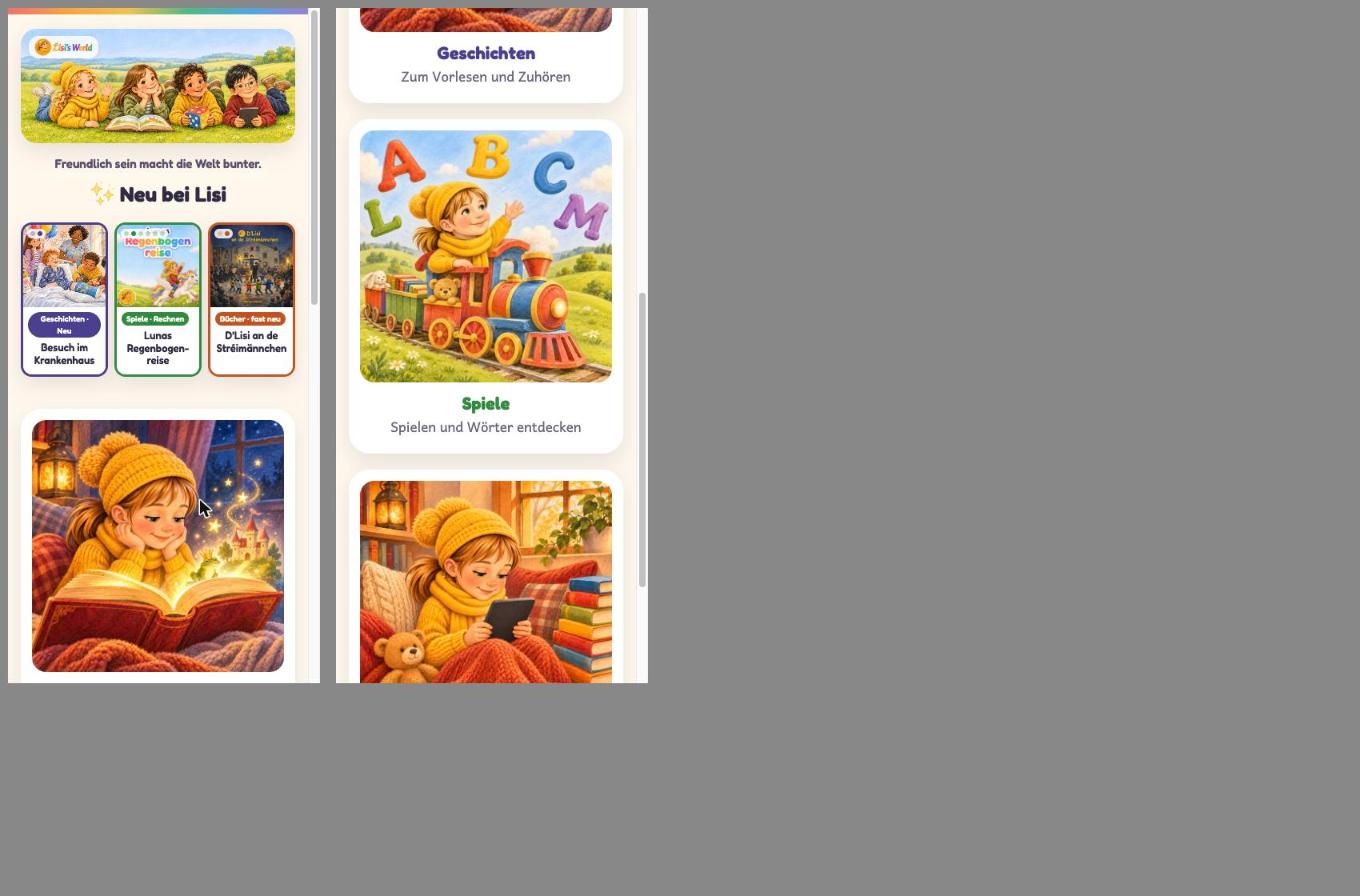 Lisi's World
Freundlich sein macht die Welt bunter.
✨ Neu bei Lisi
Regenbogen
reise
D'Lisi
an de Stréimännchen
Geschichten · Neu
Besuch im
Krankenhaus
Spiele · Rechnen
Lunas
Regenbogen-
reise
Bücher · fast neu
D'Lisi an de
Stréimännchen
Geschichten
Zum Vorlesen und Zuhören
A B C
L M
Spiele
Spielen und Wörter entdecken